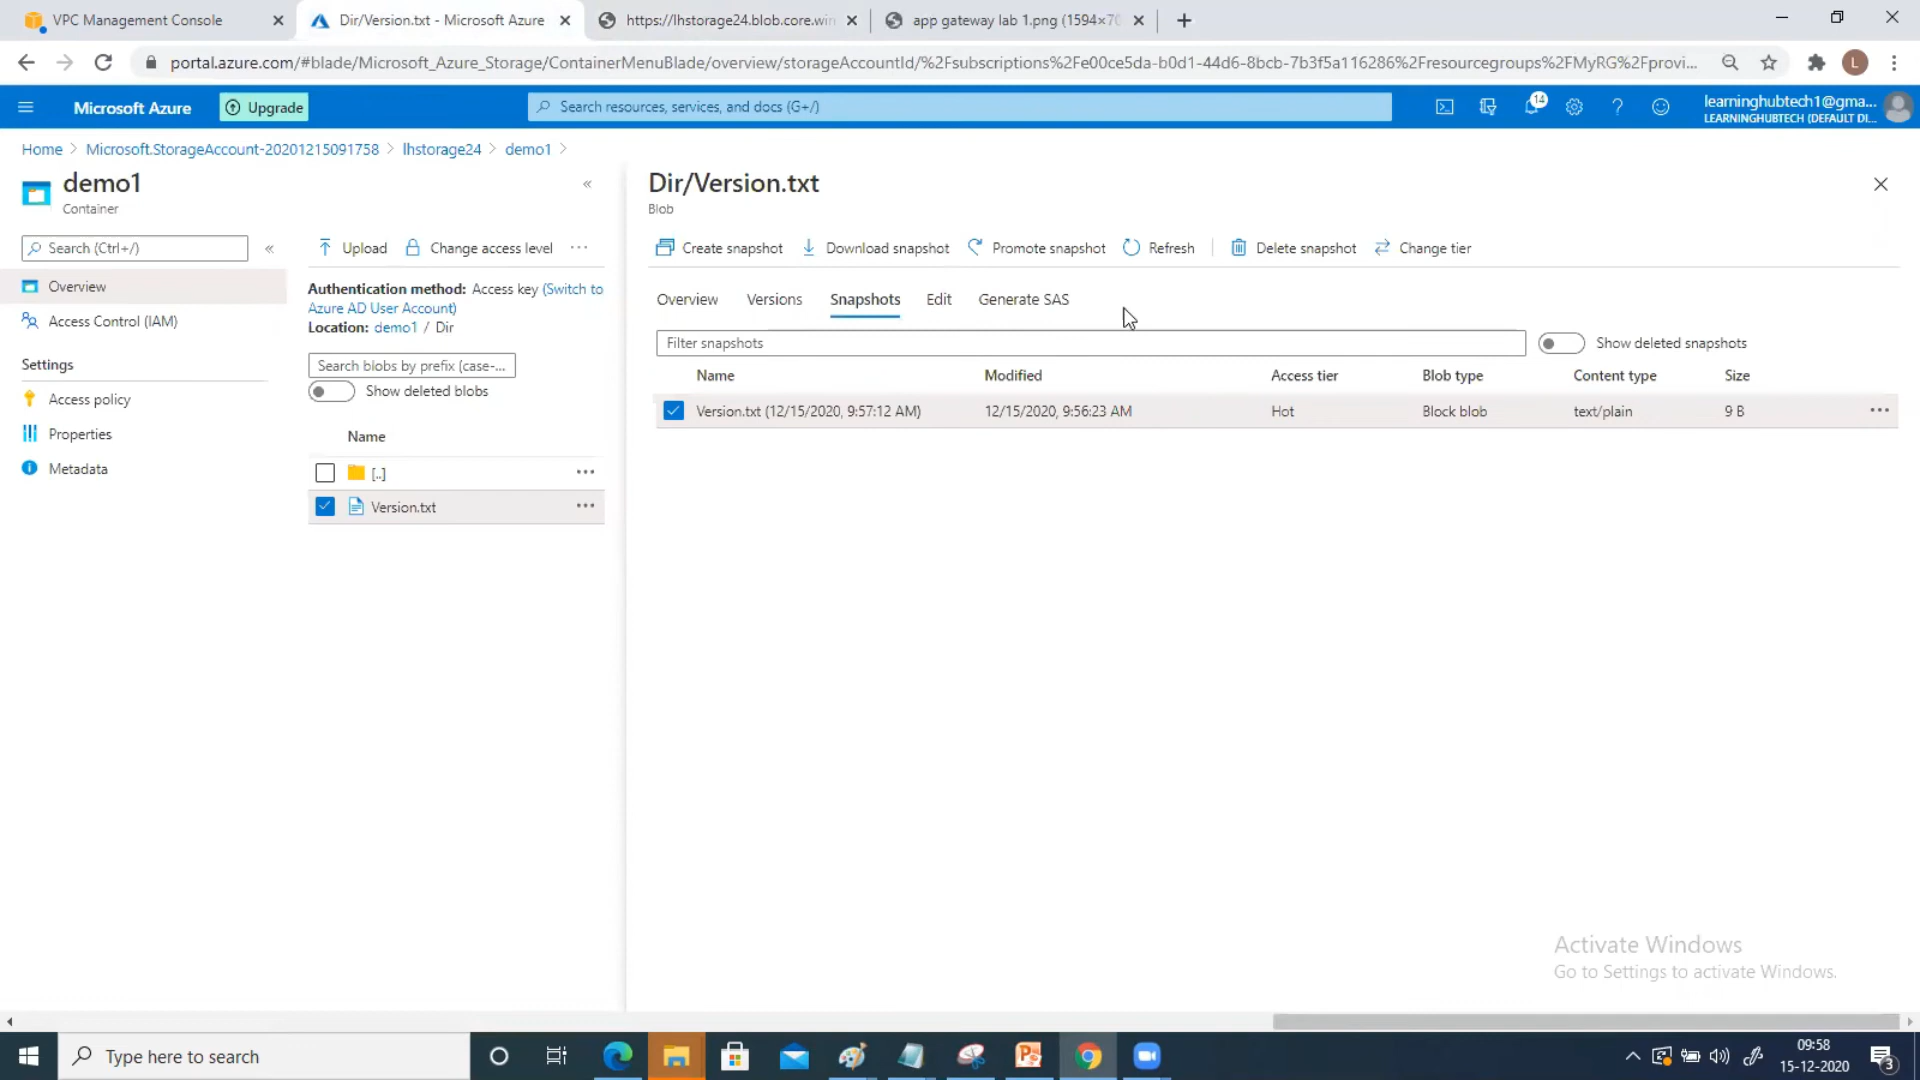 VPC Management Console
Dir/Version.txt - Microsoft Azure
https://lhstorage24.blob.core.win
app gateway lab 1.png (1594×70
portal.azure.com/#blade/Microsoft_Azure_Storage/ContainerMenuBlade/overview/storageAccountId/%2Fsubscriptions%2Fe00ce5da-b0d1-44d6-8bcb-7b3f5a116286%2Fresourcegroups%2FMyRG%2Fprovi...
Microsoft Azure
Upgrade
Search resources, services, and docs (G+/)
14
learninghubtech1@gma...
LEARNINGHUBTECH (DEFAULT DI...
L
Home > Microsoft.StorageAccount-20201215091758 > lhstorage24 > demo1 >
demo1
Container
Search (Ctrl+/)
Overview
Access Control (IAM)
Settings
Access policy
Properties
Metadata
Upload
Change access level
Authentication method: Access key (Switch to
Azure AD User Account)
Location: demo1 / Dir
Search blobs by prefix (case-...
Show deleted blobs
Name
[..]
Version.txt
Dir/Version.txt
Blob
Create snapshot
Download snapshot
Promote snapshot
Refresh
Delete snapshot
Change tier
Overview
Versions
Snapshots
Edit
Generate SAS
Filter snapshots
Show deleted snapshots
Name Modified Access tier Blob type Content type Size
Version.txt (12/15/2020, 9:57:12 AM) 12/15/2020, 9:56:23 AM Hot Block blob text/plain 9 B
Activate Windows
Go to Settings to activate Windows.
Type here to search
09:58
15-12-2020
3